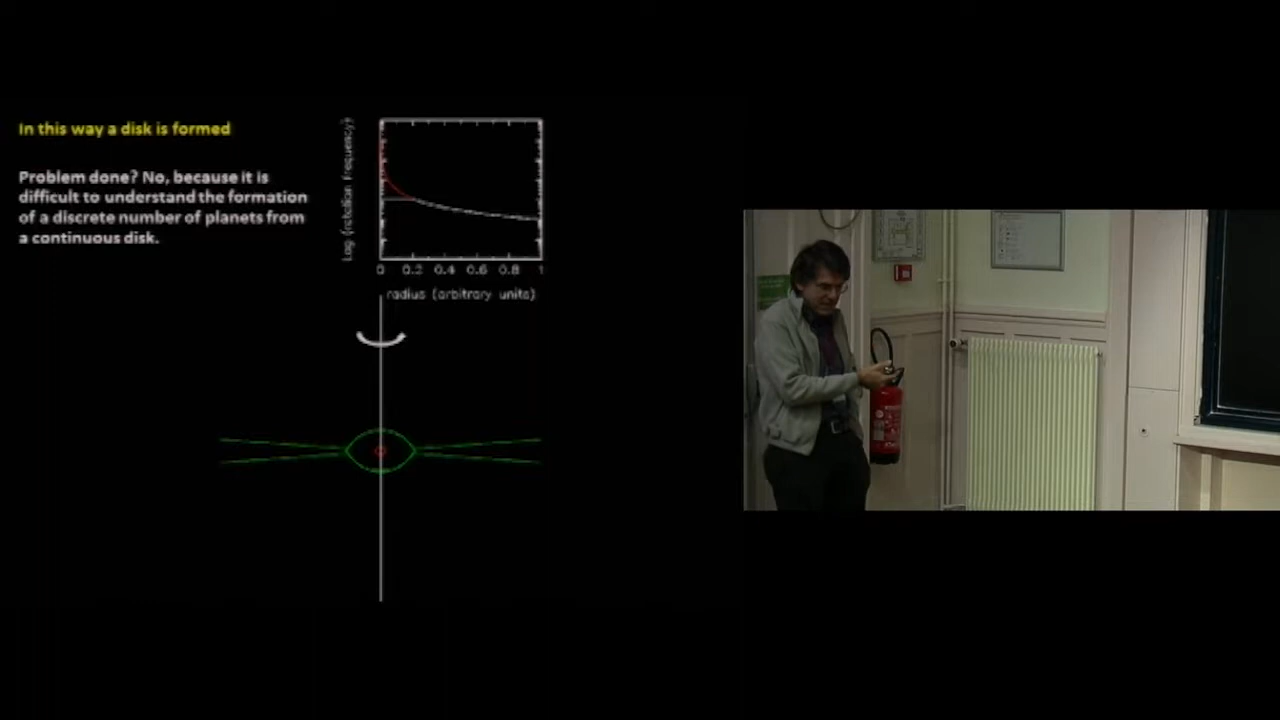 In this way a disk is formed
Problem done? No, because it is
difficult to understand the formation
of a discrete number of planets from
a continuous disk.
Log (rotation frequency)
0 0.2 0.4 0.6 0.8 1
radius (arbitrary units)